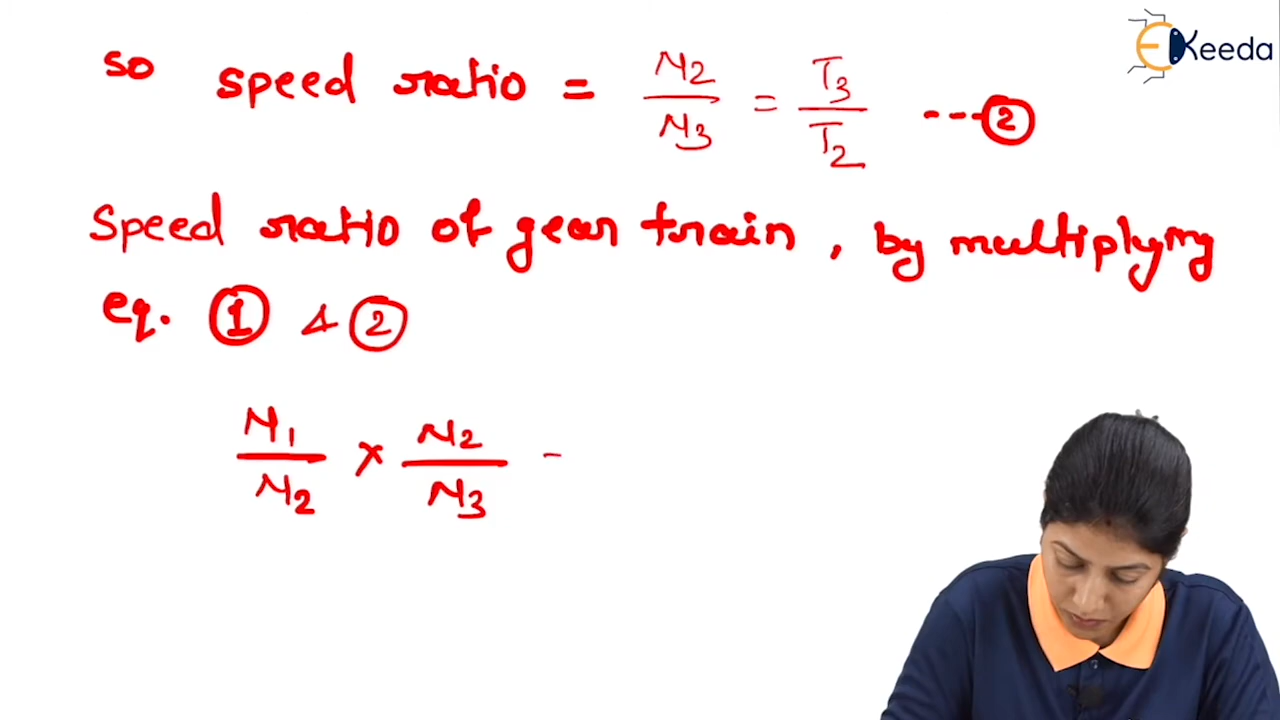 EKeeda
so speed ratio = N2/N3 = T3/T2 ---②
Speed ratio of gear train, by multiplying
eq. ① & ②
N1/N2 × N2/N3 -